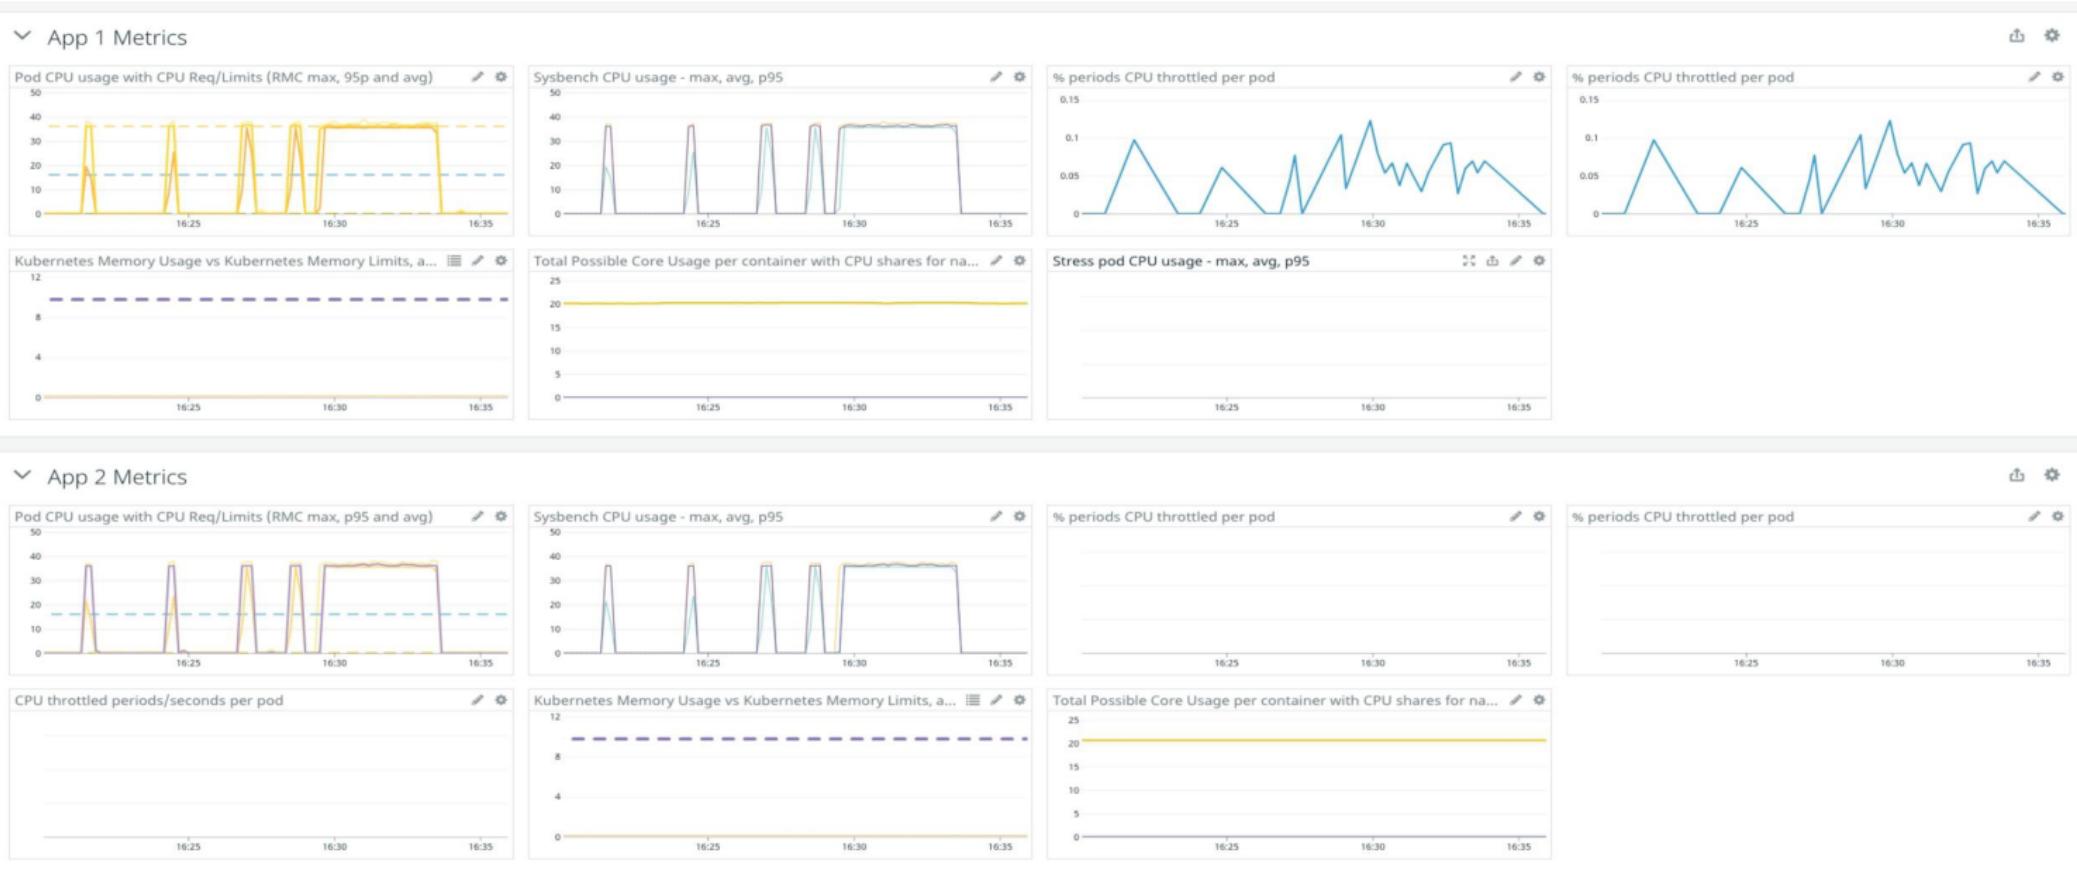 App 1 Metrics
Pod CPU usage with CPU Req/Limits (RMC max, 95p and avg)
50
40
30
20
10
0
16:25 16:30 16:35
Sysbench CPU usage - max, avg, p95
50
40
30
20
10
0
16:25 16:30 16:35
% periods CPU throttled per pod
0.15
0.1
0.05
0
16:25 16:30 16:35
% periods CPU throttled per pod
0.15
0.1
0.05
0
16:25 16:30 16:35
Kubernetes Memory Usage vs Kubernetes Memory Limits, a...
12
8
4
0
16:25 16:30 16:35
Total Possible Core Usage per container with CPU shares for na...
25
20
15
10
5
0
16:25 16:30 16:35
Stress pod CPU usage - max, avg, p95
16:25 16:30 16:35
App 2 Metrics
Pod CPU usage with CPU Req/Limits (RMC max, p95 and avg)
50
40
30
20
10
0
16:25 16:30 16:35
Sysbench CPU usage - max, avg, p95
50
40
30
20
10
0
16:25 16:30 16:35
% periods CPU throttled per pod
16:25 16:30 16:35
% periods CPU throttled per pod
16:25 16:30 16:35
CPU throttled periods/seconds per pod
16:25 16:30 16:35
Kubernetes Memory Usage vs Kubernetes Memory Limits, a...
12
8
4
0
16:25 16:30 16:35
Total Possible Core Usage per container with CPU shares for na...
25
20
15
10
5
0
16:25 16:30 16:35